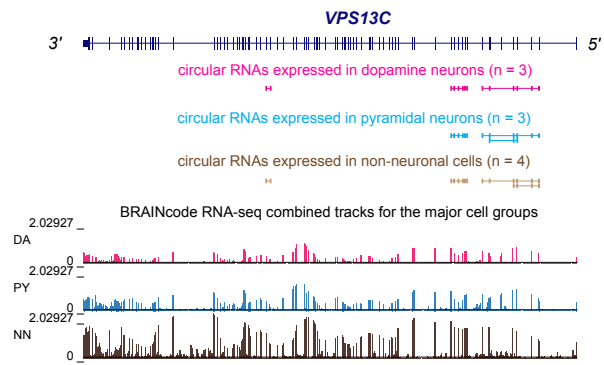 VPS13C
3' 5'
circular RNAs expressed in dopamine neurons (n = 3)
circular RNAs expressed in pyramidal neurons (n = 3)
circular RNAs expressed in non-neuronal cells (n = 4)
BRAINcode RNA-seq combined tracks for the major cell groups
2.02927
DA
0
2.02927
PY
0
2.02927
NN
0